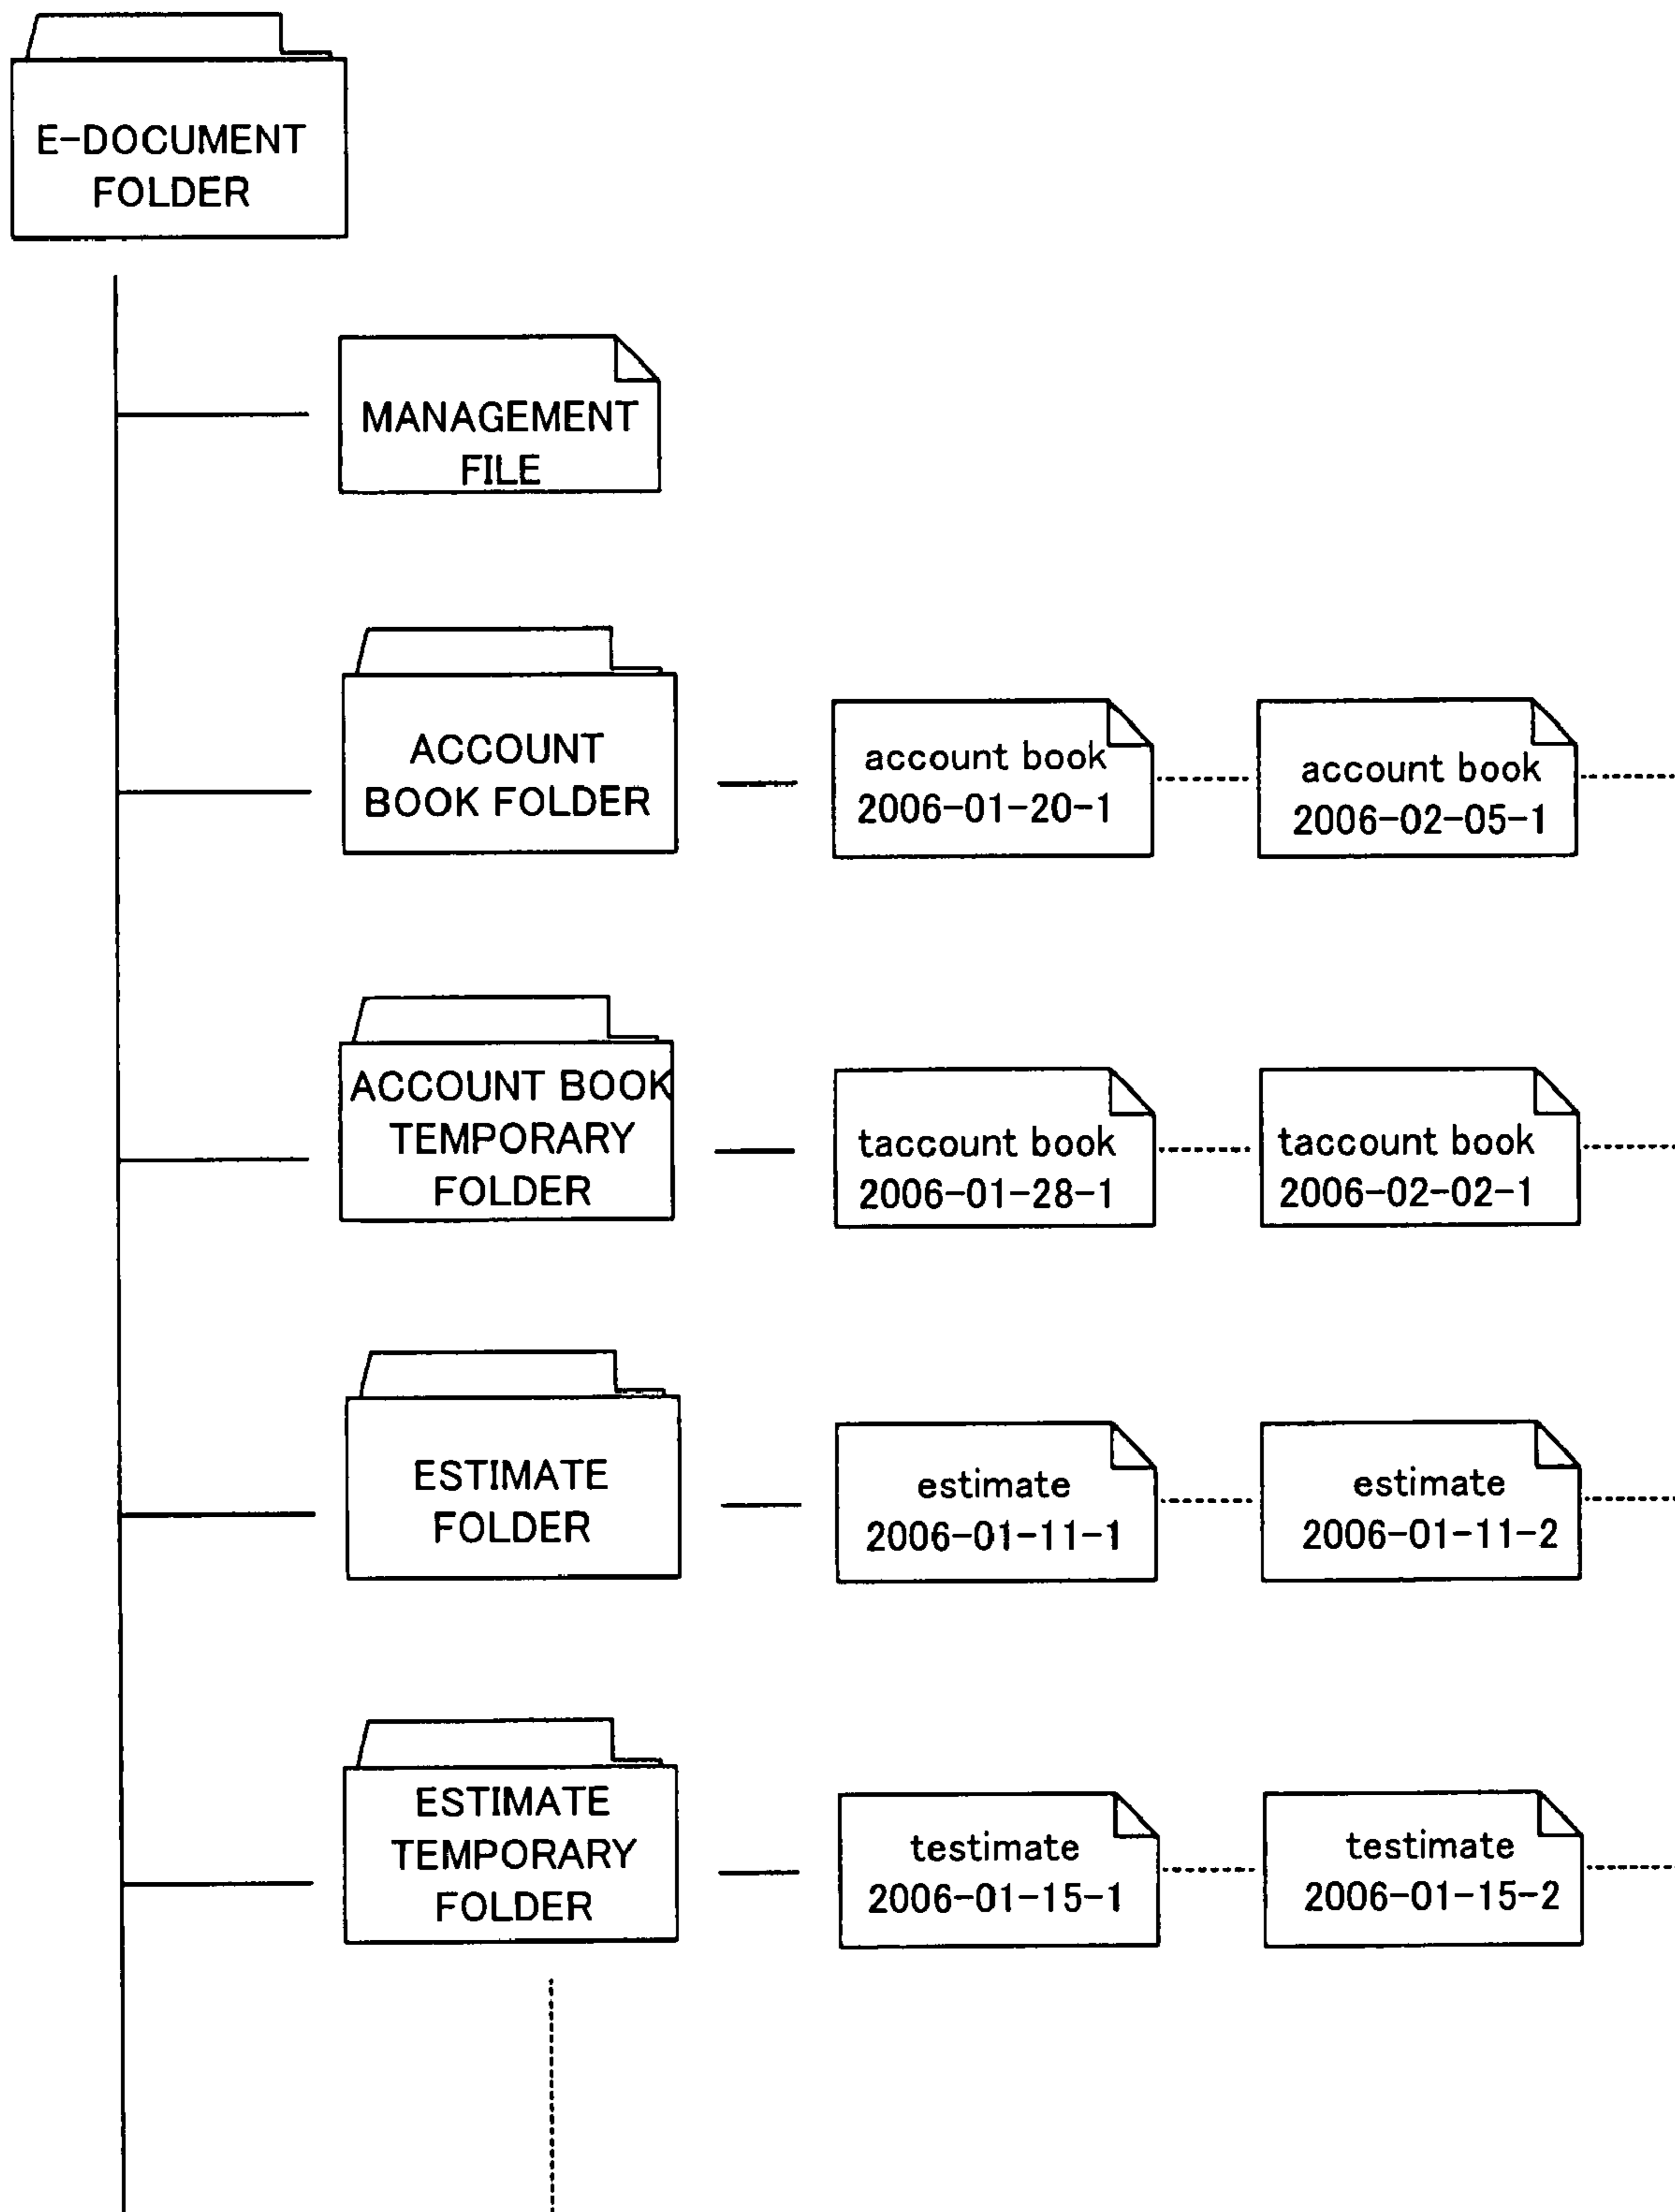 E-DOCUMENT
FOLDER
MANAGEMENT
FILE
ACCOUNT
BOOK FOLDER
account book
2006-01-20-1
account book
2006-02-05-1
ACCOUNT BOOK
TEMPORARY
FOLDER
taccount book
2006-01-28-1
taccount book
2006-02-02-1
ESTIMATE
FOLDER
estimate
2006-01-11-1
estimate
2006-01-11-2
ESTIMATE
TEMPORARY
FOLDER
testimate
2006-01-15-1
testimate
2006-01-15-2